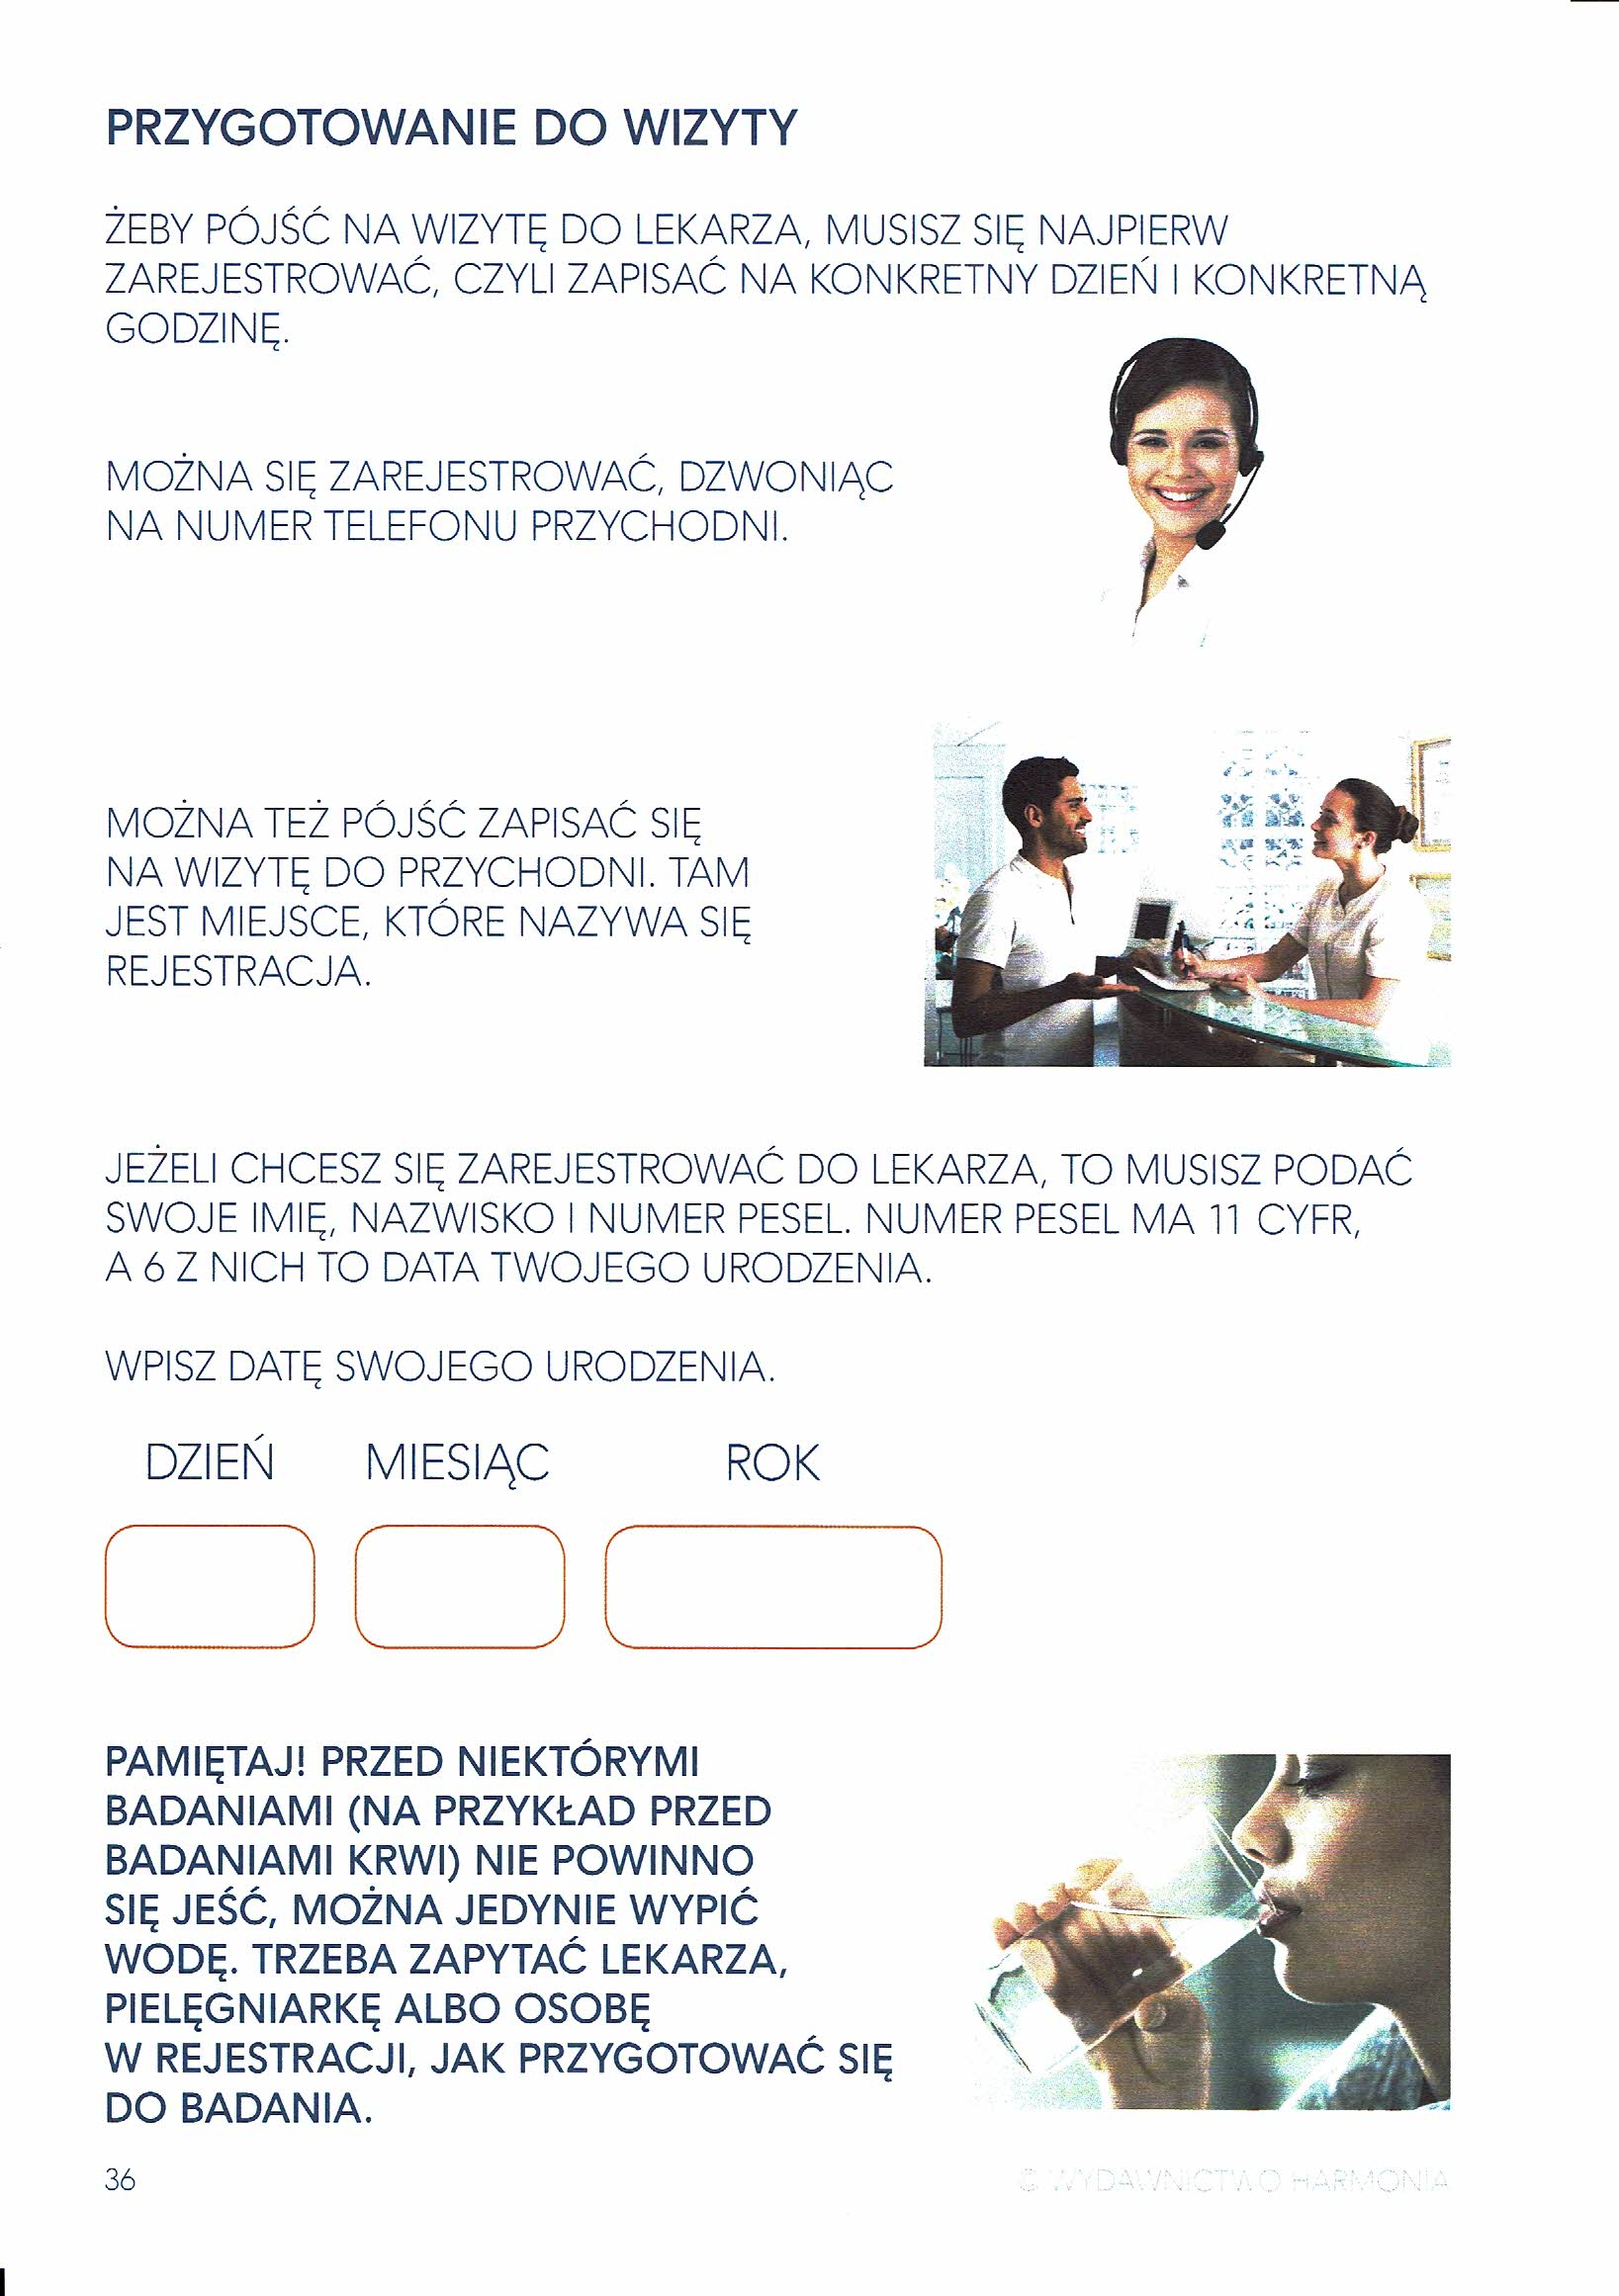 PRZYGOTOWANIE DO WIZYTY
ŻEBY PÓJŚĆ NA WIZYTĘ DO LEKARZA, MUSISZ SIĘ NAJPIERW
ZAREJESTROWAĆ, CZYLI ZAPISAĆ NA KONKRETNY DZIEŃ I KONKRETNĄ
GODZINĘ.
MOŻNA SIĘ ZAREJESTROWAĆ, DZWONIĄC
NA NUMER TELEFONU PRZYCHODNI.
MOŻNA TEŻ PÓJŚĆ ZAPISAĆ SIĘ
NA WIZYTĘ DO PRZYCHODNI. TAM
JEST MIEJSCE, KTÓRE NAZYWA SIĘ
REJESTRACJA.
JEŻELI CHCESZ SIĘ ZAREJESTROWAĆ DO LEKARZA, TO MUSISZ PODAĆ
SWOJE IMIĘ, NAZWISKO I NUMER PESEL. NUMER PESEL MA 11 CYFR,
A 6 Z NICH TO DATA TWOJEGO URODZENIA.
WPISZ DATĘ SWOJEGO URODZENIA.
DZIEŃ MIESIĄC ROK
PAMIĘTAJ! PRZED NIEKTÓRYMI
BADANIAMI (NA PRZYKŁAD PRZED
BADANIAMI KRWI) NIE POWINNO
SIĘ JEŚĆ, MOŻNA JEDYNIE WYPIĆ
WODĘ. TRZEBA ZAPYTAĆ LEKARZA,
PIELĘGNIARKĘ ALBO OSOBĘ
W REJESTRACJI, JAK PRZYGOTOWAĆ SIĘ
DO BADANIA.
36
© WYDAWNICTWO HARMONIA